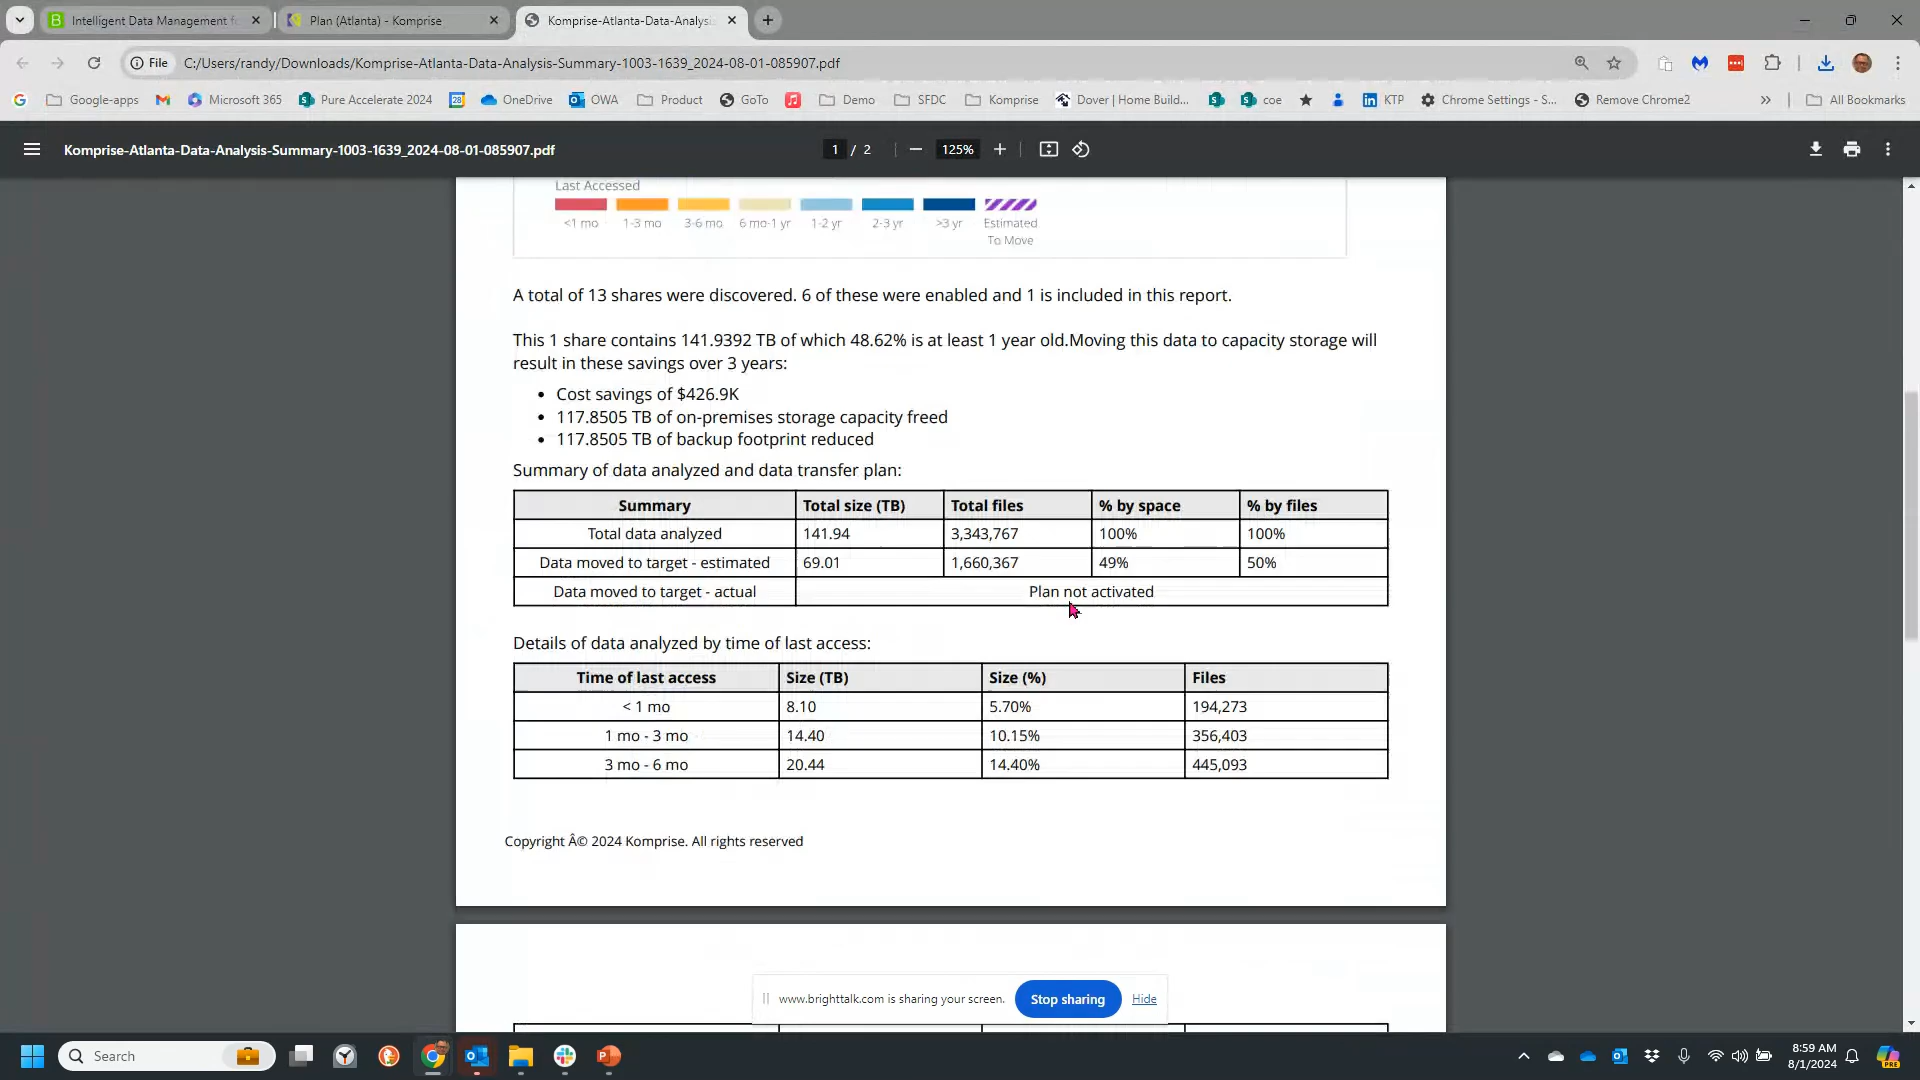 Intelligent Data Management f
Plan (Atlanta) - Komprise
Komprise-Atlanta-Data-Analysis
File
C:/Users/randy/Downloads/Komprise-Atlanta-Data-Analysis-Summary-1003-1639_2024-08-01-085907.pdf
Google-apps
Microsoft 365
Pure Accelerate 2024
OneDrive
OWA
Product
GoTo
Demo
SFDC
Komprise
Dover | Home Build...
coe
KTP
Chrome Settings - S...
Remove Chrome2
All Bookmarks
Komprise-Atlanta-Data-Analysis-Summary-1003-1639_2024-08-01-085907.pdf
1 / 2
125%
Last Accessed
<1 mo 1-3 mo 3-6 mo 6 mo-1 yr 1-2 yr 2-3 yr >3 yr Estimated
To Move
A total of 13 shares were discovered. 6 of these were enabled and 1 is included in this report.
This 1 share contains 141.9392 TB of which 48.62% is at least 1 year old.Moving this data to capacity storage will
result in these savings over 3 years:
• Cost savings of $426.9K
• 117.8505 TB of on-premises storage capacity freed
• 117.8505 TB of backup footprint reduced
Summary of data analyzed and data transfer plan:
Summary Total size (TB) Total files % by space % by files
Total data analyzed 141.94 3,343,767 100% 100%
Data moved to target - estimated 69.01 1,660,367 49% 50%
Data moved to target - actual Plan not activated
Details of data analyzed by time of last access:
Time of last access Size (TB) Size (%) Files
< 1 mo 8.10 5.70% 194,273
1 mo - 3 mo 14.40 10.15% 356,403
3 mo - 6 mo 20.44 14.40% 445,093
Copyright Â© 2024 Komprise. All rights reserved
www.brighttalk.com is sharing your screen.
Stop sharing
Hide
Search
8:59 AM
8/1/2024